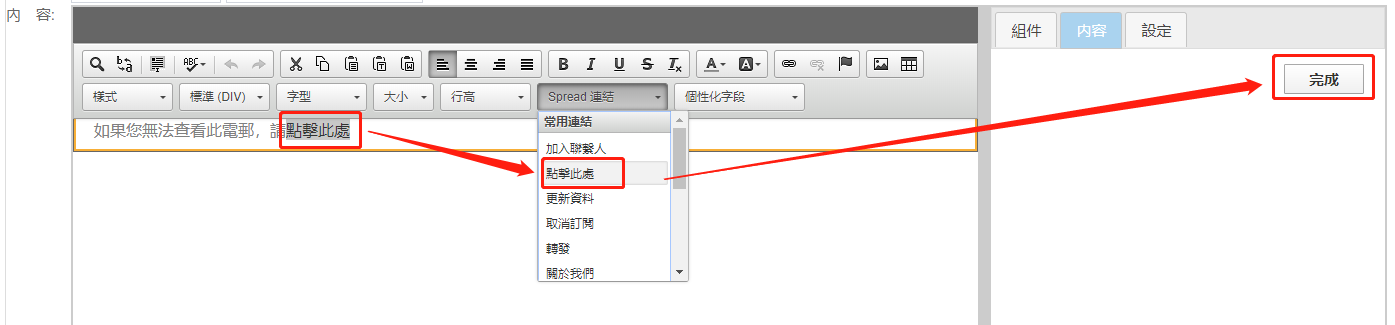 內 容:
組件 內容 設定
完成
ABC
B I U S Tx
A A
樣式 標準 (DIV) 字型 大小 行高 Spread 連結 個性化字段
如果您無法查看此電郵，請點擊此處
常用連結
加入聯繫人
點擊此處
更新資料
取消訂閱
轉發
關於我們